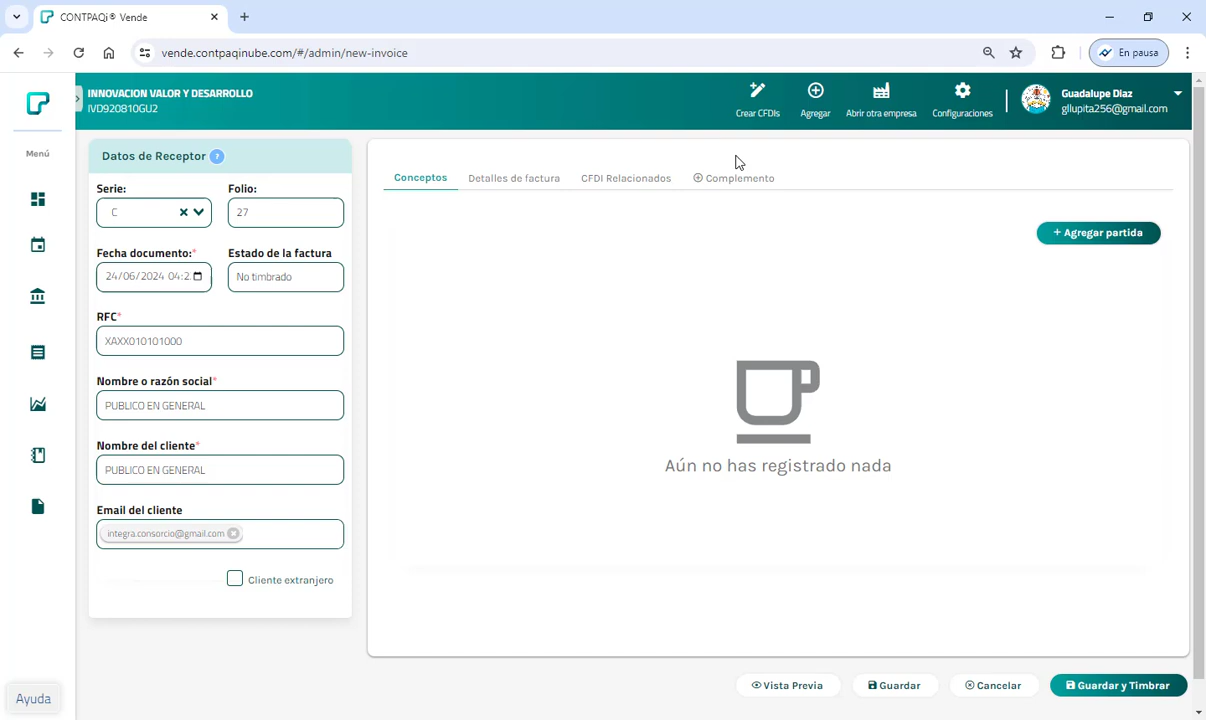 CONTPAQi® Vende
vende.contpaqinube.com/#/admin/new-invoice
En pausa
INNOVACION VALOR Y DESARROLLO
IVD920810GU2
Crear CFDIs
Agregar
Abrir otra empresa
Configuraciones
Guadalupe Diaz
gllupita256@gmail.com
Menú
Datos de Receptor ?
Serie:
Folio:
C
27
Fecha documento:*
Estado de la factura
24/06/2024 04:2
No timbrado
RFC*
XAXX010101000
Nombre o razón social*
PUBLICO EN GENERAL
Nombre del cliente*
PUBLICO EN GENERAL
Email del cliente
integra.consorcio@gmail.com
Cliente extranjero
Conceptos
Detalles de factura
CFDI Relacionados
Complemento
+ Agregar partida
Aún no has registrado nada
Vista Previa
Guardar
Cancelar
Guardar y Timbrar
Ayuda